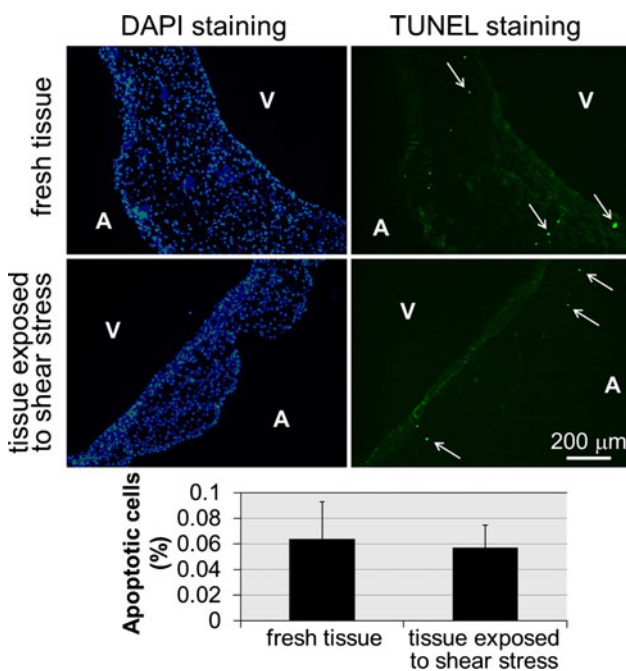 DAPI staining
TUNEL staining
fresh tissue
V
A
V
A
tissue exposed
to shear stress
V
A
V
A
200 µm
Apoptotic cells
(%)
0.1
0.08
0.06
0.04
0.02
0
fresh tissue
tissue exposed
to shear stress